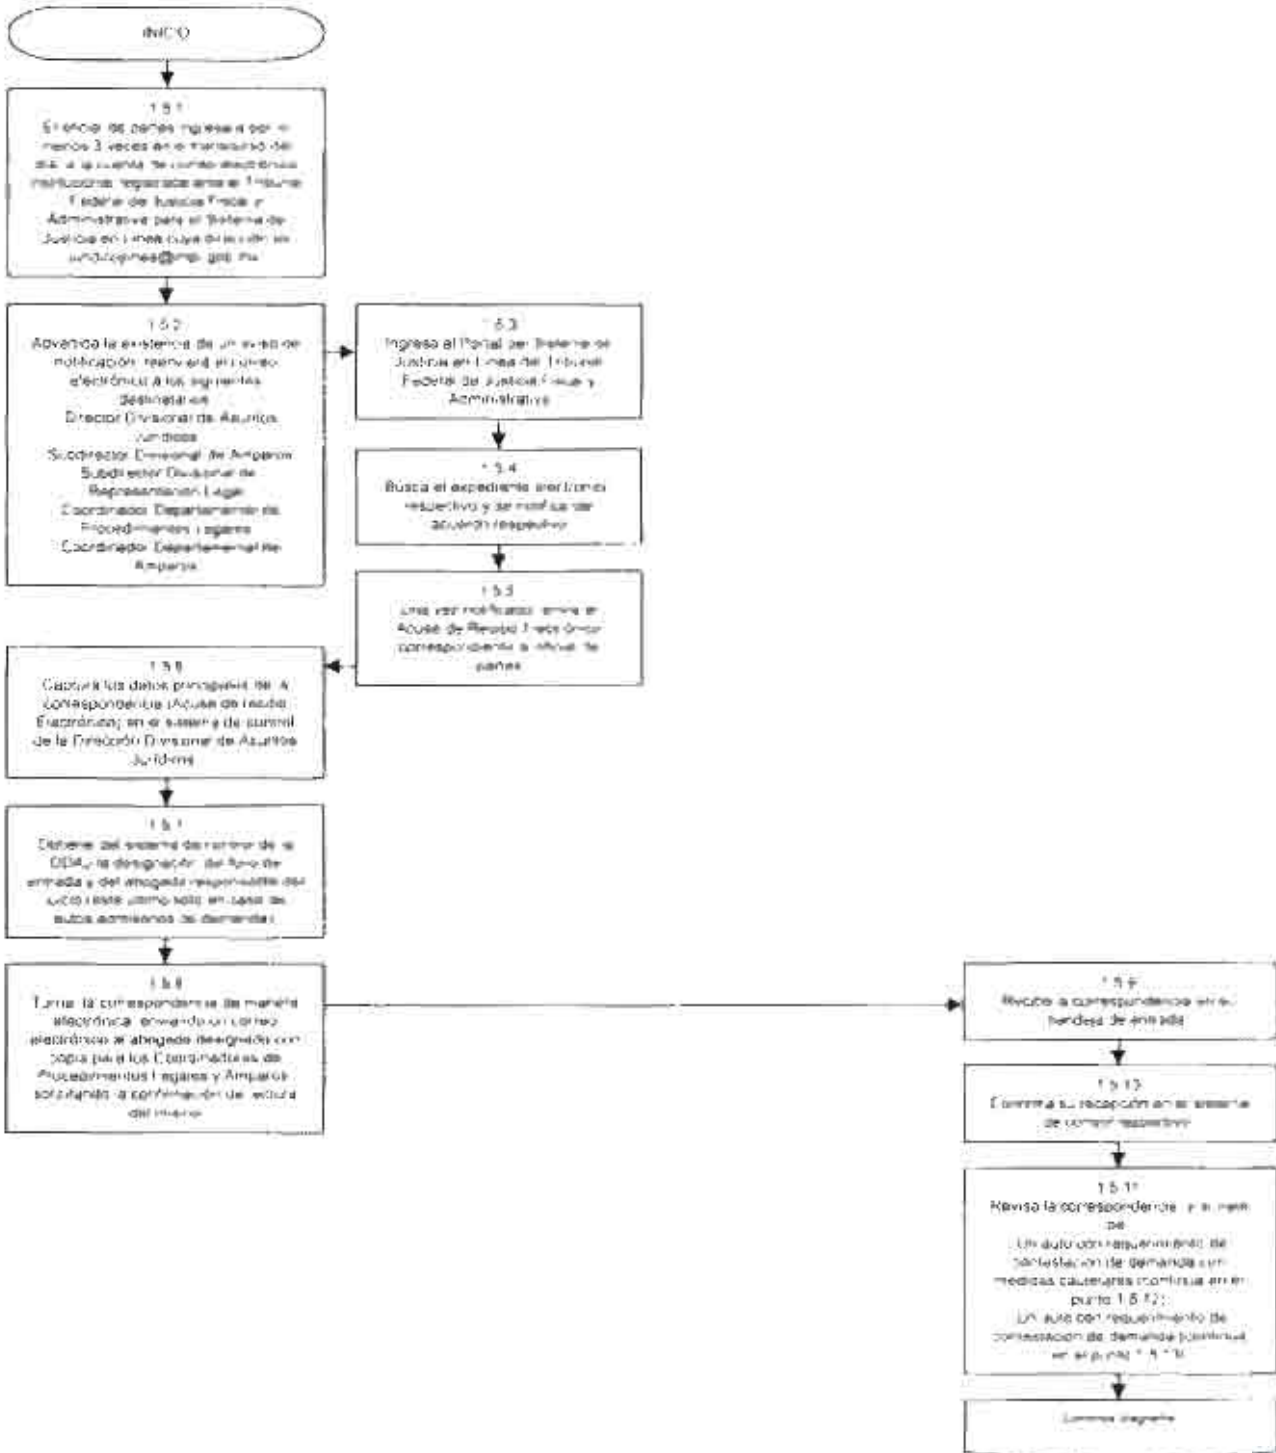 INICIO
1.5.1
El oficial de partes ingresará por lo
menos 3 veces en el transcurso del
día, a la cuenta de correo electrónico
institucional registrada ante el Tribunal
Federal de Justicia Fiscal y
Administrativa para el Sistema de
Justicia en Línea cuya dirección es
1.5.2
Advertida la existencia de un aviso de
notificación, reenviará el correo
electrónico a los siguientes
destinatarios
Director Divisional de Asuntos
Jurídicos
Subdirector Divisional de Amparos
Subdirector Divisional de
Representación Legal
Coordinador Departamental de
Procedimientos Legales
Coordinador Departamental de
Amparos
1.5.3
Ingresa al Portal del Sistema de
Justicia en Línea del Tribunal
Federal de Justicia Fiscal y
Administrativa
1.5.4
Busca el expediente electrónico
respectivo y se notifica del
acuerdo respectivo
1.5.5
Una vez notificado, envía el
Acuse de Recibo Electrónico
correspondiente a oficial de
partes
1.5.6
Captura los datos principales de la
correspondencia (Acuse de recibo
Electrónico) en el sistema de control
de la Dirección Divisional de Asuntos
Jurídicos
1.5.7
Obtiene del sistema de control de la
DDAJ la designación del folio de
entrada y del abogado responsable del
juicio (este último sólo en caso de
autos admisorios de demanda)
1.5.8
Turna la correspondencia de manera
electrónica, enviando un correo
electrónico al abogado designado con
copia para los Coordinadores de
Procedimientos Legales y Amparos
solicitando la confirmación de lectura
del mismo
1.5.9
Recibe la correspondencia en su
bandeja de entrada
1.5.10
Confirma su recepción en el sistema
de control respectivo
1.5.11
Revisa la correspondencia y si
Un auto con requerimiento de
contestación de demanda con
medidas cautelares (continua en el
punto 1.5.12)
Un auto con requerimiento de
contestación de demanda (continua
en el punto 1.5.13)
Continua diagrama